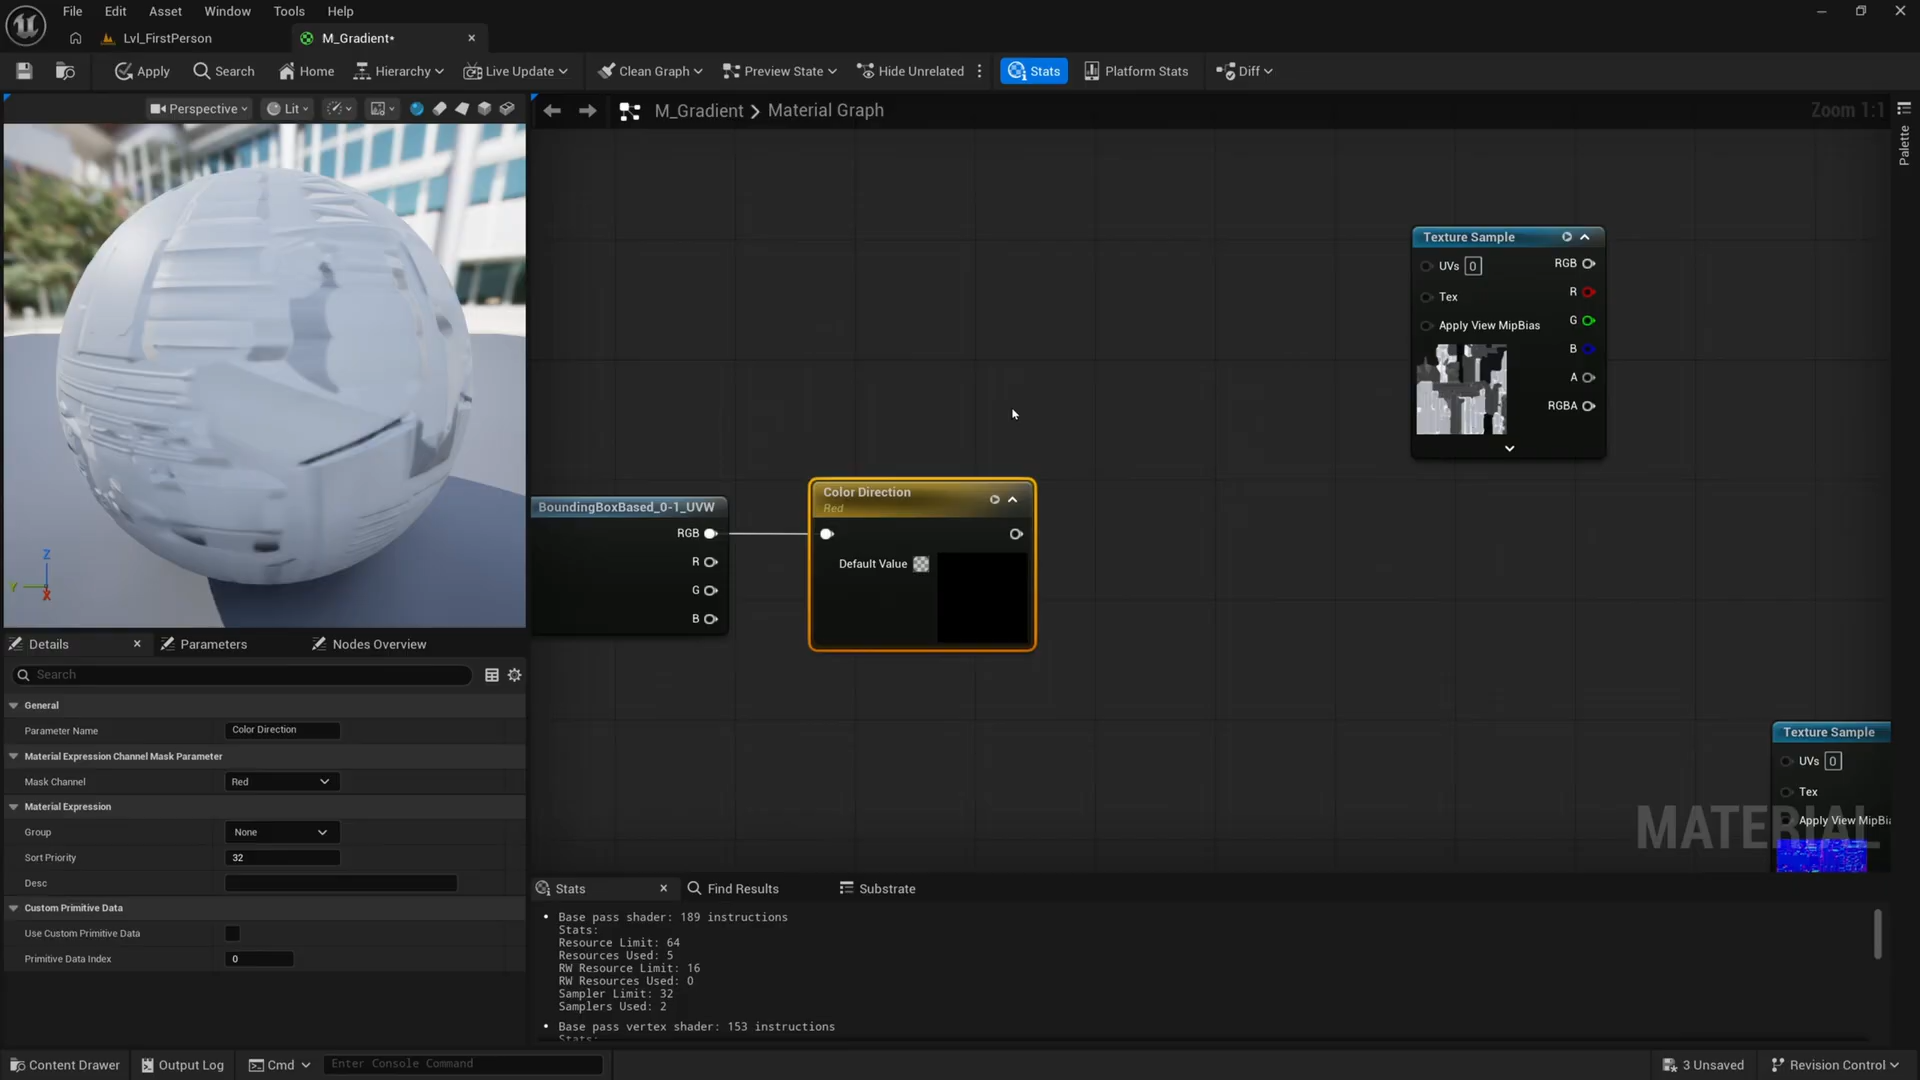 File Edit Asset Window Tools Help
Lvl_FirstPerson
M_Gradient*
Apply Search Home Hierarchy Live Update Clean Graph Preview State Hide Unrelated Stats Platform Stats Diff
Perspective Lit
M_Gradient Material Graph
Zoom 1:1
Palette
Texture Sample
UVs 0 RGB
Tex R
Apply View MipBias G
B
A
RGBA
BoundingBoxBased_0-1_UVW
RGB
R
G
B
Color Direction
Red
Default Value
Z
Y
X
Texture Sample
UVs 0
Tex
Apply View MipBia
MATERIAL
Details Parameters Nodes Overview
Search
General
Parameter Name Color Direction
Material Expression Channel Mask Parameter
Mask Channel Red
Material Expression
Group None
Sort Priority 32
Desc
Custom Primitive Data
Use Custom Primitive Data
Primitive Data Index 0
Stats Find Results Substrate
• Base pass shader: 189 instructions
Stats:
Resource Limit: 64
Resources Used: 5
RW Resource Limit: 16
RW Resources Used: 0
Sampler Limit: 32
Samplers Used: 2
• Base pass vertex shader: 153 instructions
Stats:
Content Drawer Output Log Cmd Enter Console Command 3 Unsaved Revision Control